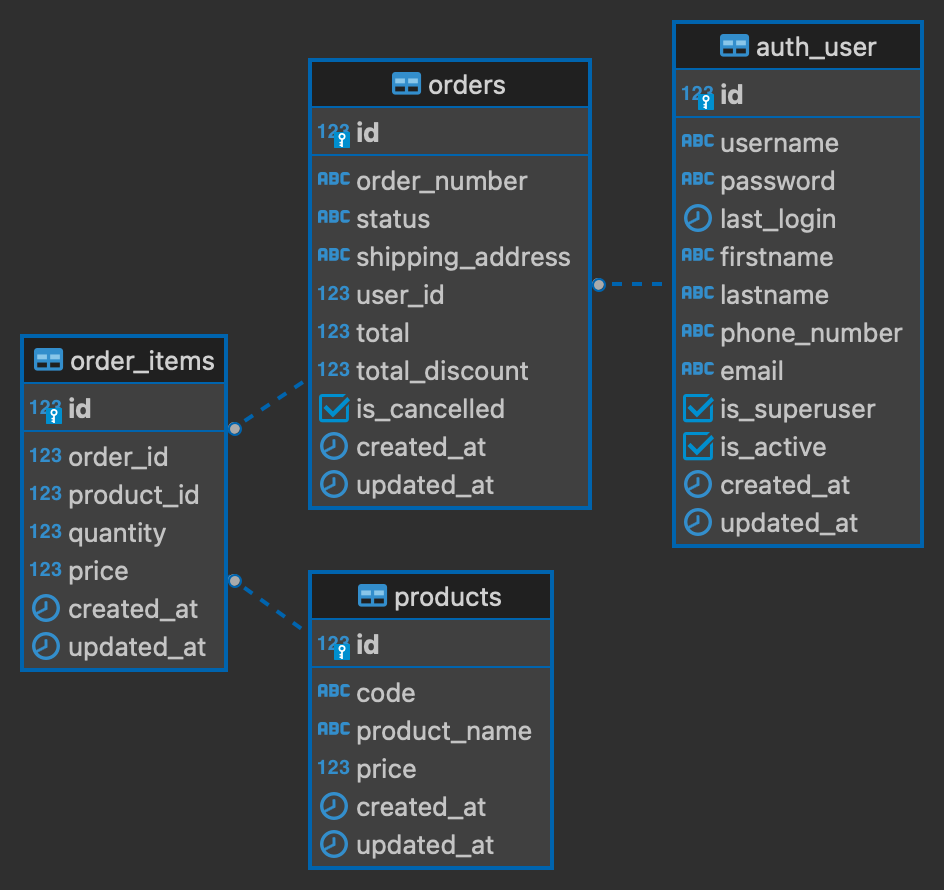 order_items
123 id
123 order_id
123 product_id
123 quantity
123 price
created_at
updated_at
orders
123 id
ABC order_number
ABC status
ABC shipping_address
123 user_id
123 total
123 total_discount
is_cancelled
created_at
updated_at
products
123 id
ABC code
ABC product_name
123 price
created_at
updated_at
auth_user
123 id
ABC username
ABC password
last_login
ABC firstname
ABC lastname
ABC phone_number
ABC email
is_superuser
is_active
created_at
updated_at